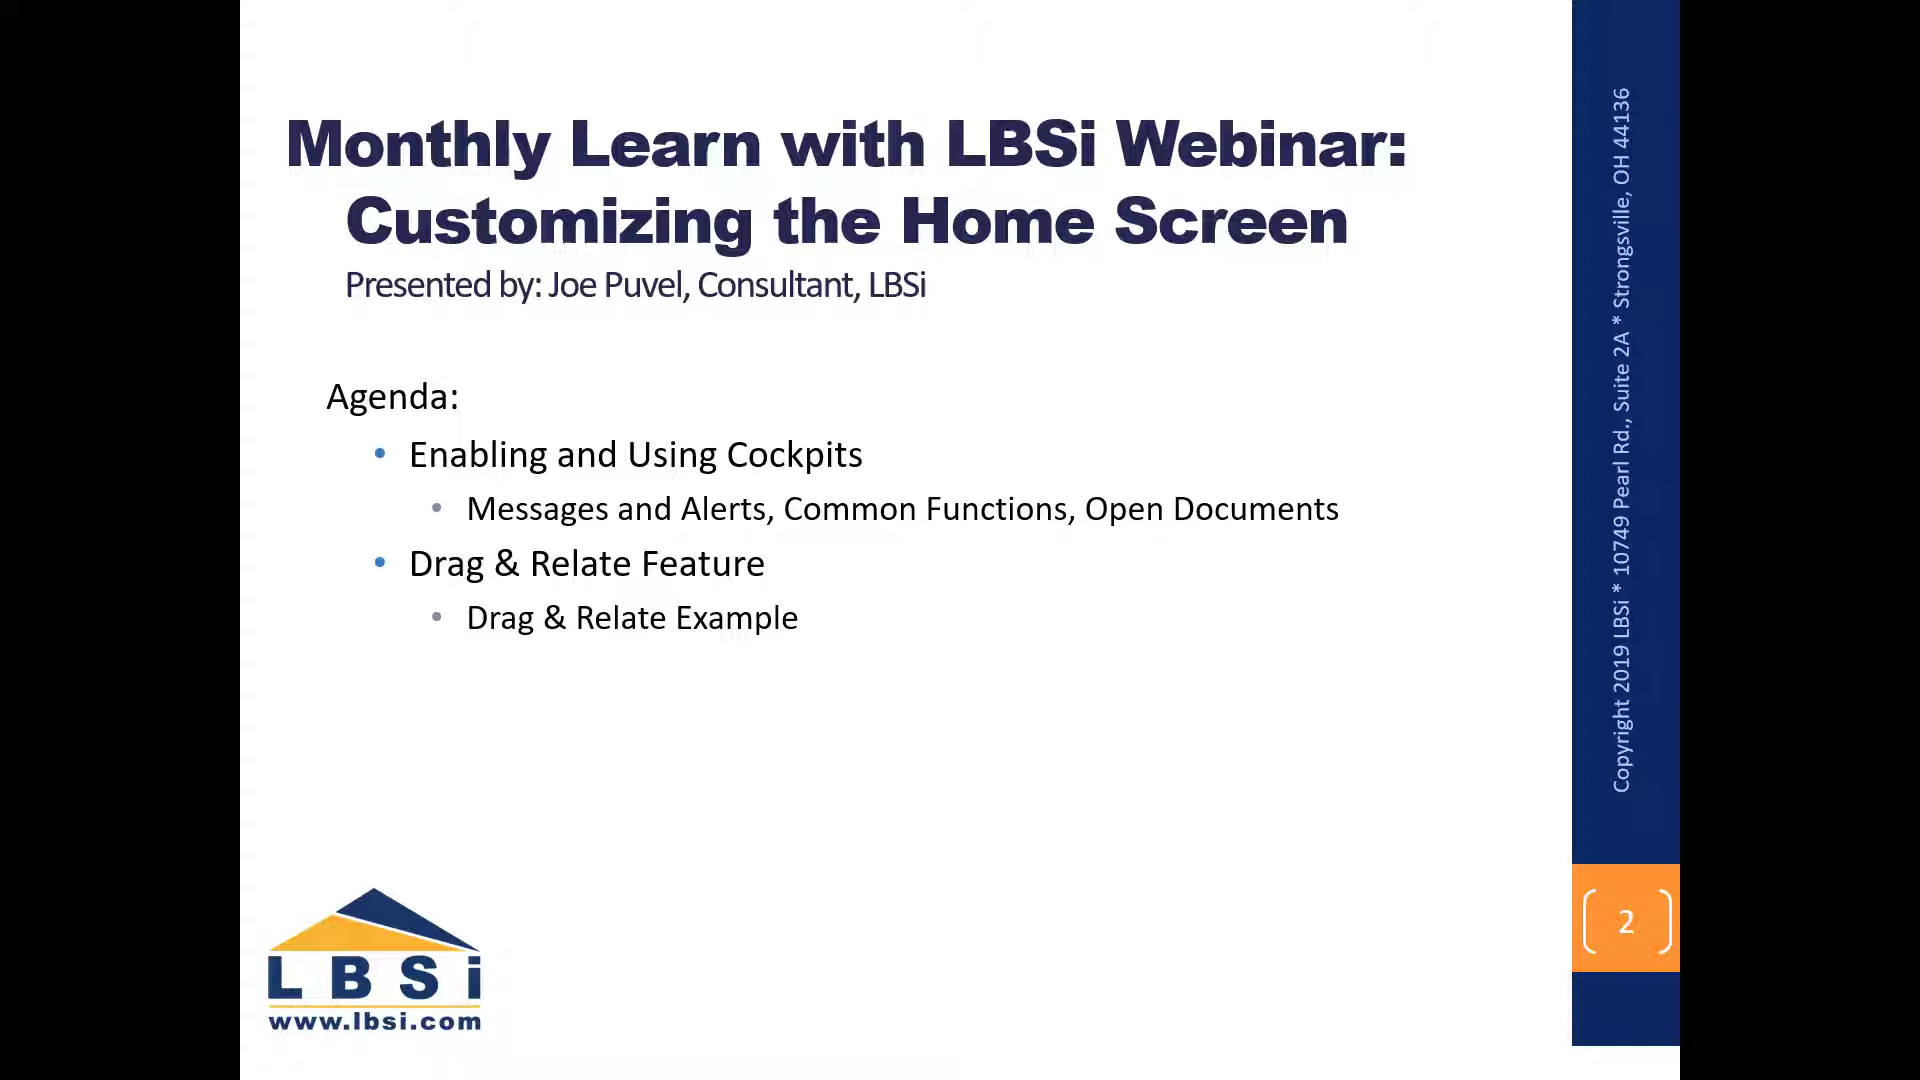 Monthly Learn with LBSi Webinar:
Customizing the Home Screen
Presented by: Joe Puvel, Consultant, LBSi
Agenda:
• Enabling and Using Cockpits
• Messages and Alerts, Common Functions, Open Documents
• Drag & Relate Feature
• Drag & Relate Example
LBSi
www.lbsi.com
Copyright 2019 LBSi * 10749 Pearl Rd., Suite 2A * Strongsville, OH 44136
2